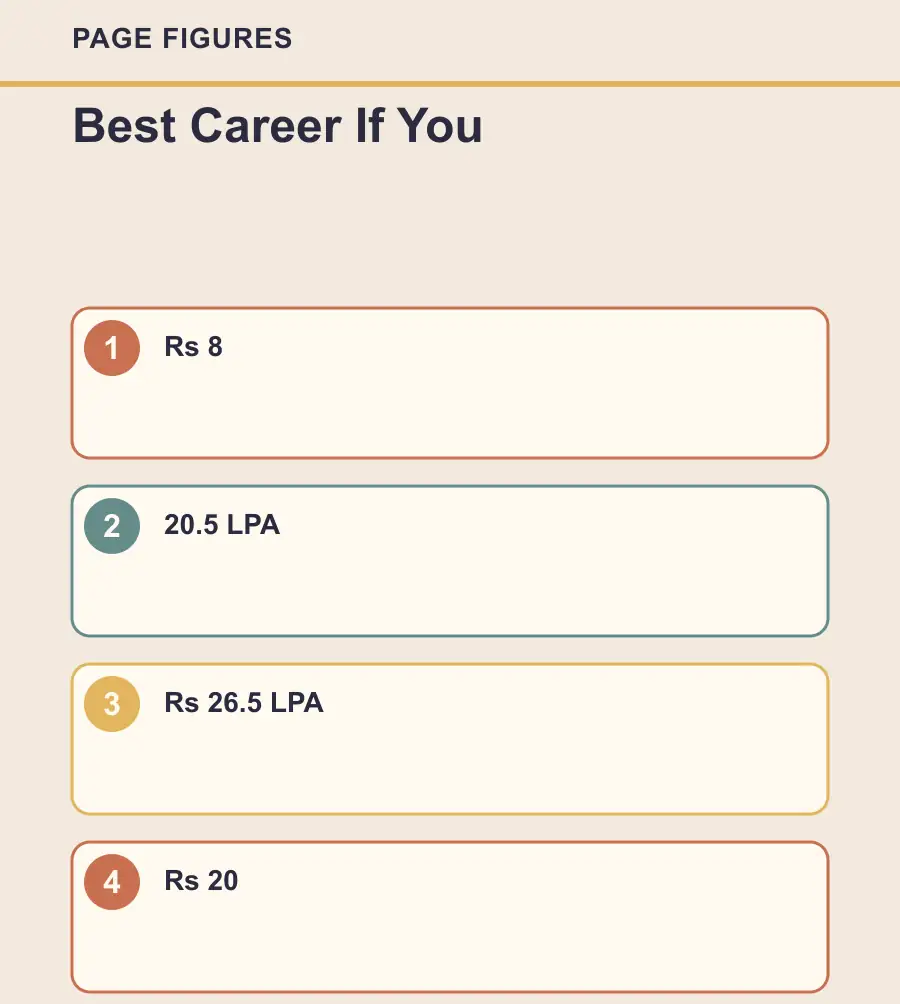 PAGE FIGURES
Best Career If You
1 Rs 8
2 20.5 LPA
3 Rs 26.5 LPA
4 Rs 20